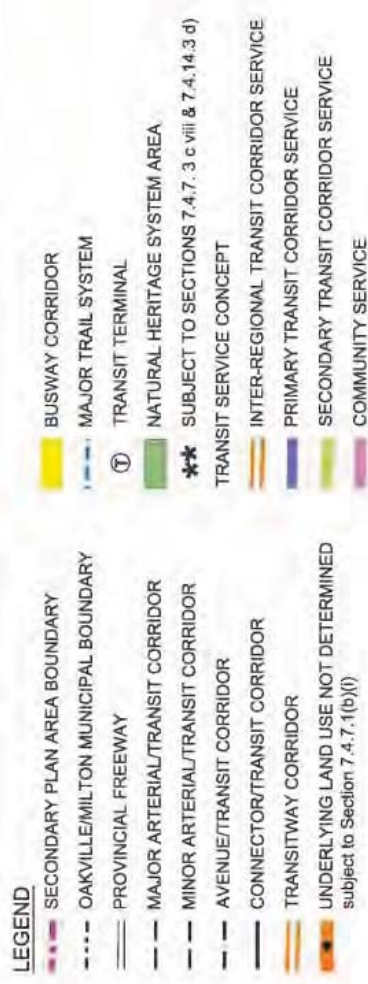 LEGEND
SECONDARY PLAN AREA BOUNDARY
OAKVILLE/MILTON MUNICIPAL BOUNDARY
PROVINCIAL FREEWAY
MAJOR ARTERIAL/TRANSIT CORRIDOR
MINOR ARTERIAL/TRANSIT CORRIDOR
AVENUE/TRANSIT CORRIDOR
CONNECTOR/TRANSIT CORRIDOR
TRANSITWAY CORRIDOR
UNDERLYING LAND USE NOT DETERMINED
subject to Section 7.4.7.1(b)(i)
BUSWAY CORRIDOR
MAJOR TRAIL SYSTEM
T TRANSIT TERMINAL
NATURAL HERITAGE SYSTEM AREA
** SUBJECT TO SECTIONS 7.4.7. 3 c viii & 7.4.14.3 d)
TRANSIT SERVICE CONCEPT
INTER-REGIONAL TRANSIT CORRIDOR SERVICE
PRIMARY TRANSIT CORRIDOR SERVICE
SECONDARY TRANSIT CORRIDOR SERVICE
COMMUNITY SERVICE